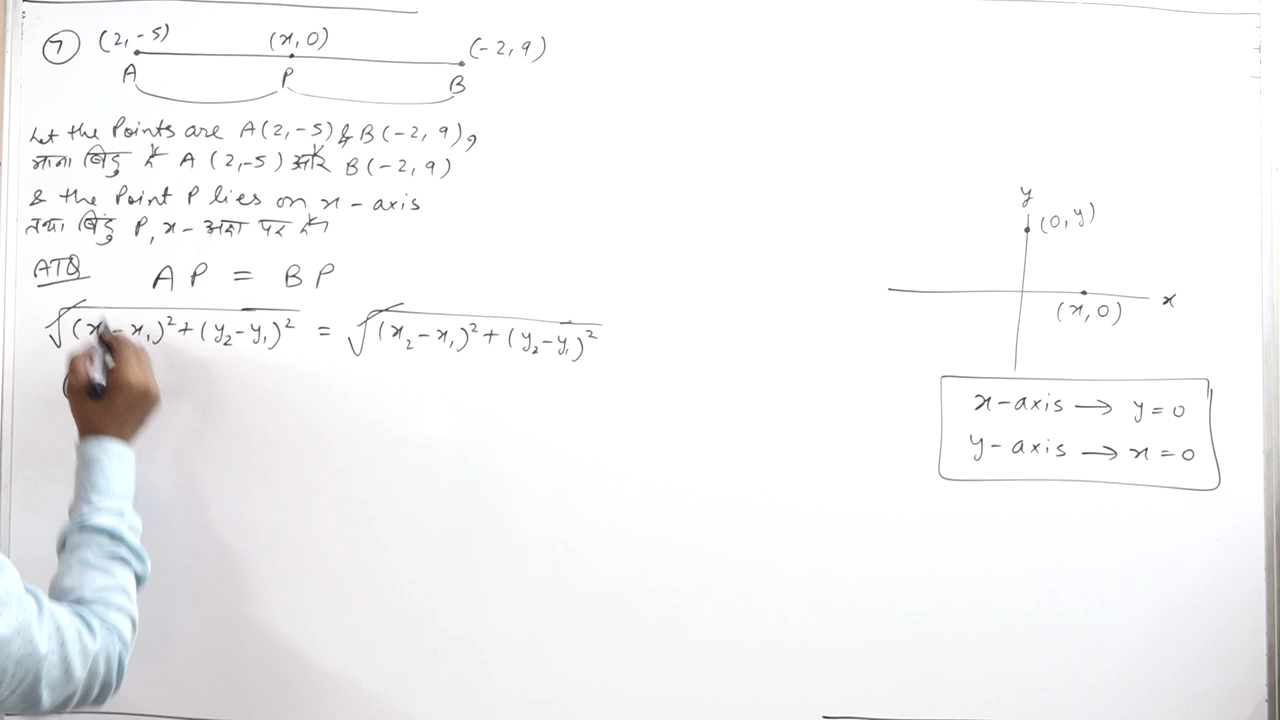 7 (2, -5) (x, 0) (-2, 9)
A P B
Let the Points are A(2, -5) & B(-2, 9),
माना बिंदु हैं A (2, -5) और B(-2, 9)
& the Point P lies on x-axis
तथा बिंदु P, x-अक्ष पर है।
ATQ AP = BP
√(x - x₁)² + (y₂ - y₁)² = √(x₂ - x₁)² + (y₂ - y₁)²
y
(0, y)
x
(x, 0)
x-axis → y = 0
y-axis → x = 0